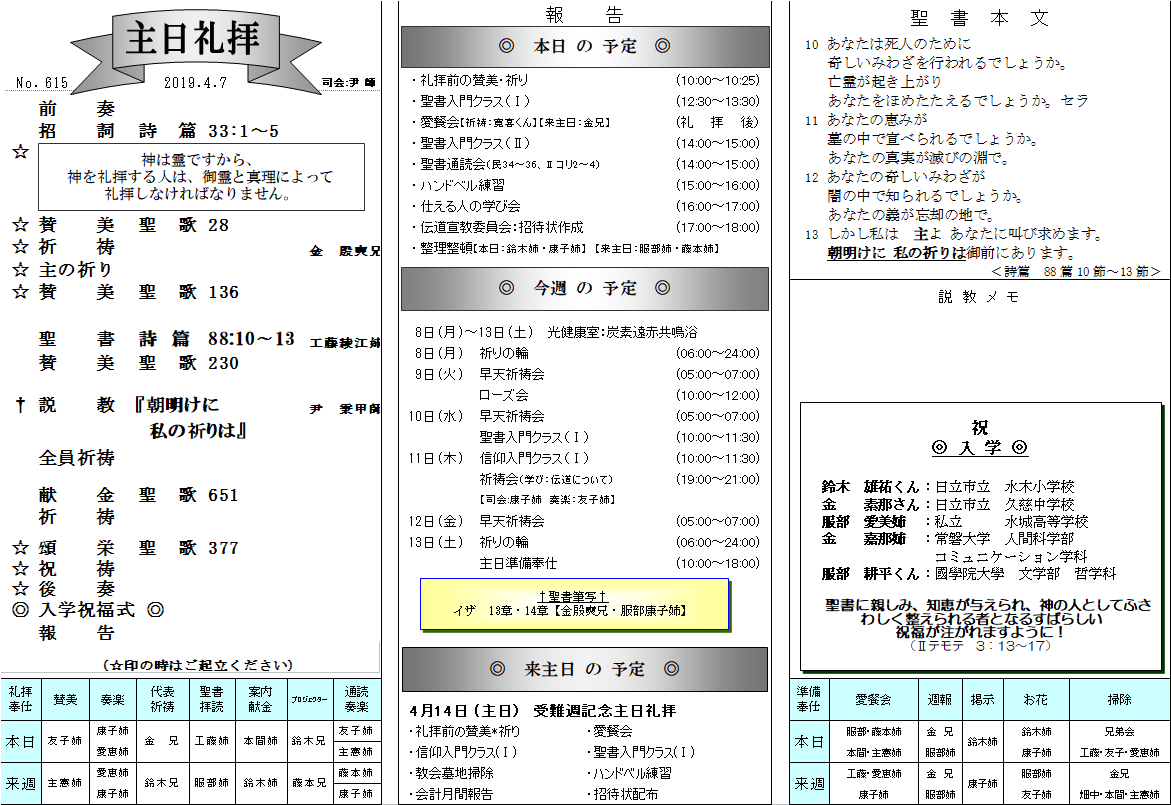 主日礼拝
No. 615 2019.4.7 司会:尹 師
前 奏
招 詞 詩 篇 33:1～5
☆
神は霊ですから、
神を礼拝する人は、御霊と真理によって
礼拝しなければなりません。
☆ 賛 美 聖 歌 28
☆ 祈 祷 金 殷奭兄
☆ 主の祈り
☆ 賛 美 聖 歌 136
聖 書 詩 篇 88:10～13 工藤綾江姉
賛 美 聖 歌 230
† 説 教 『朝明けに 尹 秉甲師
私の祈りは』
全員祈祷
献 金 聖 歌 651
祈 祷
☆ 頌 栄 聖 歌 377
☆ 祝 祷
☆ 後 奏
◎ 入学祝福式 ◎
報 告
(☆印の時はご起立ください)
礼拝奉仕 賛美 奏楽 代表祈祷 聖書拝読 案内献金 プロジェクター 通読奏楽
本日 友子姉 康子姉 愛恵姉 金 兄 工藤姉 本間姉 鈴木兄 友子姉 主憲姉
来週 主憲姉 愛恵姉 康子姉 鈴木兄 服部姉 鈴木姉 藤本兄 藤本姉 康子姉
報 告
◎ 本日 の 予定 ◎
・礼拝前の賛美・祈り (10:00～10:25)
・聖書入門クラス(Ⅰ) (12:30～13:30)
・愛餐会【祈祷:寛喜くん】【来主日:金兄】 (礼 拝 後)
・聖書入門クラス(Ⅱ) (14:00～15:00)
・聖書通読会(民34～36、Ⅱコリ2～4) (14:00～15:00)
・ハンドベル練習 (15:00～16:00)
・仕える人の学び会 (16:00～17:00)
・伝道宣教委員会:招待状作成 (17:00～18:00)
・整理整頓【本日:鈴木姉・康子姉】【来主日:服部姉・藤本姉】
◎ 今週 の 予定 ◎
8日(月)～13日(土) 光健康室:炭素遠赤共鳴浴
8日(月) 祈りの輪 (06:00～24:00)
9日(火) 早天祈祷会 (05:00～07:00)
ローズ会 (10:00～12:00)
10日(水) 早天祈祷会 (05:00～07:00)
聖書入門クラス(Ⅰ) (10:00～11:30)
11日(木) 信仰入門クラス(Ⅰ) (10:00～11:30)
祈祷会(学び:伝道について) (19:00～21:00)
【司会:康子姉 奏楽:友子姉】
12日(金) 早天祈祷会 (05:00～07:00)
13日(土) 祈りの輪 (06:00～24:00)
主日準備奉仕 (10:00～18:00)
†聖書筆写†
イザ 13章・14章【金殷奭兄・服部康子姉】
◎ 来主日 の 予定 ◎
4月14日(主日) 受難週記念主日礼拝
・礼拝前の賛美*祈り ・愛餐会
・信仰入門クラス(Ⅰ) ・聖書入門クラス(Ⅱ)
・教会墓地掃除 ・ハンドベル練習
・会計月間報告 ・招待状配布
聖 書 本 文
10 あなたは死人のために
奇しいみわざを行われるでしょうか。
亡霊が起き上がり
あなたをほめたたえるでしょうか。セラ
11 あなたの恵みが
墓の中で宣べられるでしょうか。
あなたの真実が滅びの淵で。
12 あなたの奇しいみわざが
闇の中で知られるでしょうか。
あなたの義が忘却の地で。
13 しかし私は 主よ あなたに叫び求めます。
朝明けに 私の祈りは御前にあります。
＜詩篇 88篇10節～13節＞
説 教 メ モ
祝
◎ 入 学 ◎
鈴木 雄祐くん:日立市立 水木小学校
金 素那さん:日立市立 久慈中学校
服部 愛美姉 :私立 水城高等学校
金 嘉那姉 :常磐大学 人間科学部
コミュニケーション学科
服部 耕平くん:國學院大學 文学部 哲学科
聖書に親しみ、知恵が与えられ、神の人としてふさ
わしく整えられる者となるすばらしい
祝福が注がれますように！
(Ⅱテモテ 3:13～17)
準備奉仕 愛餐会 週報 掲示 お花 掃除
本日 服部・藤本姉 本間・主憲姉 金 兄 服部姉 鈴木姉 鈴木姉 康子姉 兄弟会 工藤・友子・愛恵姉
来週 工藤・愛恵姉 康子姉 金 兄 服部姉 康子姉 服部姉 友子姉 金兄 畑中・本間・主憲姉